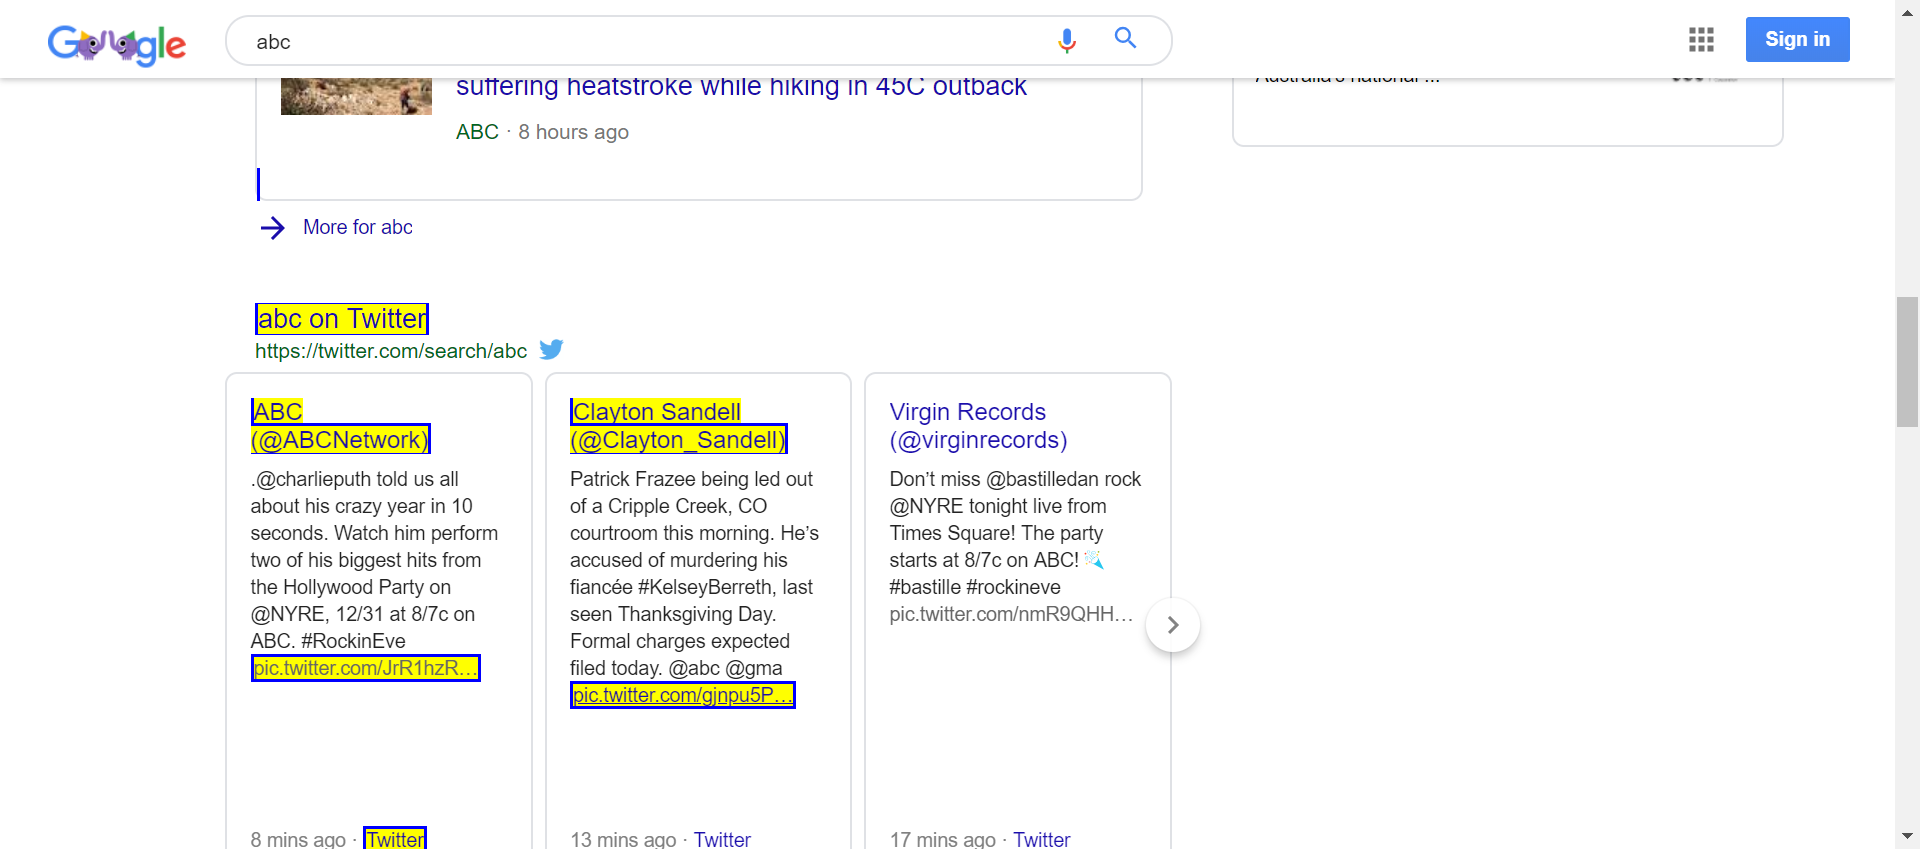 Google
abc
Sign in
suffering heatstroke while hiking in 45C outback
Australia's national ...
ABC · 8 hours ago
More for abc
abc on Twitter
https://twitter.com/search/abc
ABC
(@ABCNetwork)
.@charlieputh told us all
about his crazy year in 10
seconds. Watch him perform
two of his biggest hits from
the Hollywood Party on
@NYRE, 12/31 at 8/7c on
ABC. #RockinEve
pic.twitter.com/JrR1hzR...
8 mins ago · Twitter
Clayton Sandell
(@Clayton_Sandell)
Patrick Frazee being led out
of a Cripple Creek, CO
courtroom this morning. He’s
accused of murdering his
fiancée #KelseyBerreth, last
seen Thanksgiving Day.
Formal charges expected
filed today. @abc @gma
pic.twitter.com/gjnpu5P...
13 mins ago · Twitter
Virgin Records
(@virginrecords)
Don’t miss @bastilledan rock
@NYRE tonight live from
Times Square! The party
starts at 8/7c on ABC! 🎉
#bastille #rockineve
pic.twitter.com/nmR9QHH...
17 mins ago · Twitter